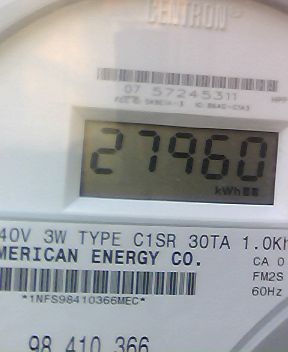 CENTRON®
07 57245311
27960
kWh
40V 3W TYPE C1SR 30TA 1.0Kh
MERICAN ENERGY CO.
CA 0
FM2S
*1NFS98410366MEC*
60Hz
98 410 366